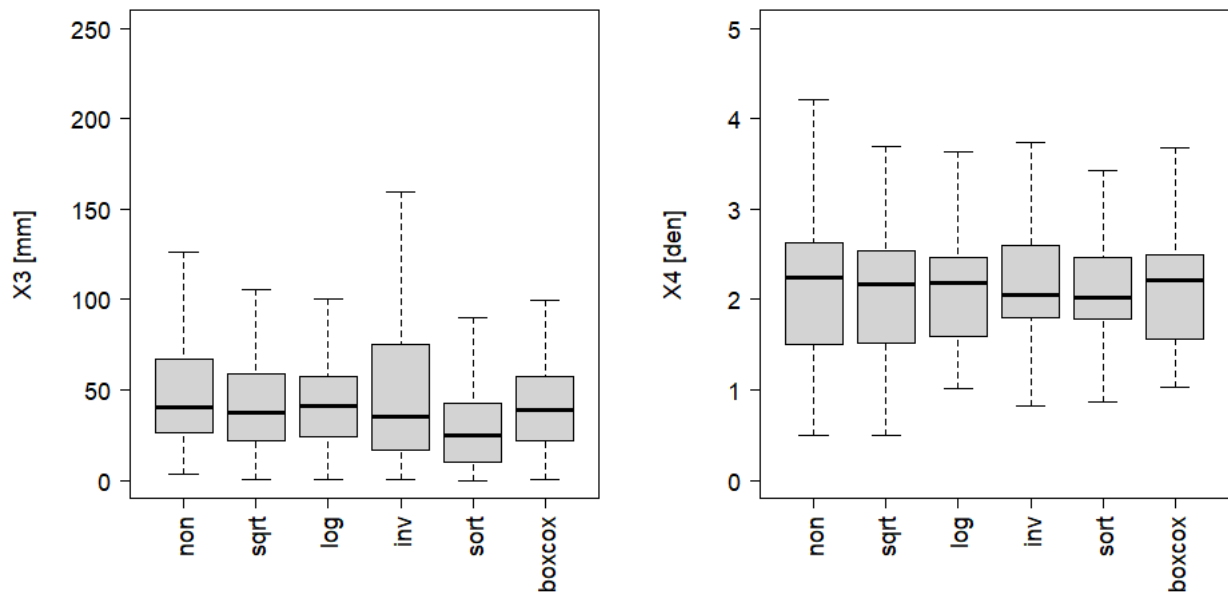 X3 [mm]
250
200
150
100
50
0
non
sqrt
log
inv
sort
boxcox
X4 [den]
5
4
3
2
1
0
non
sqrt
log
inv
sort
boxcox